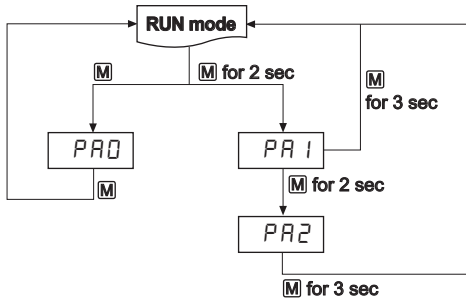 RUN mode
M
M for 2 sec
M
for 3 sec
PA0
PA1
M
M for 2 sec
PA2
M for 3 sec